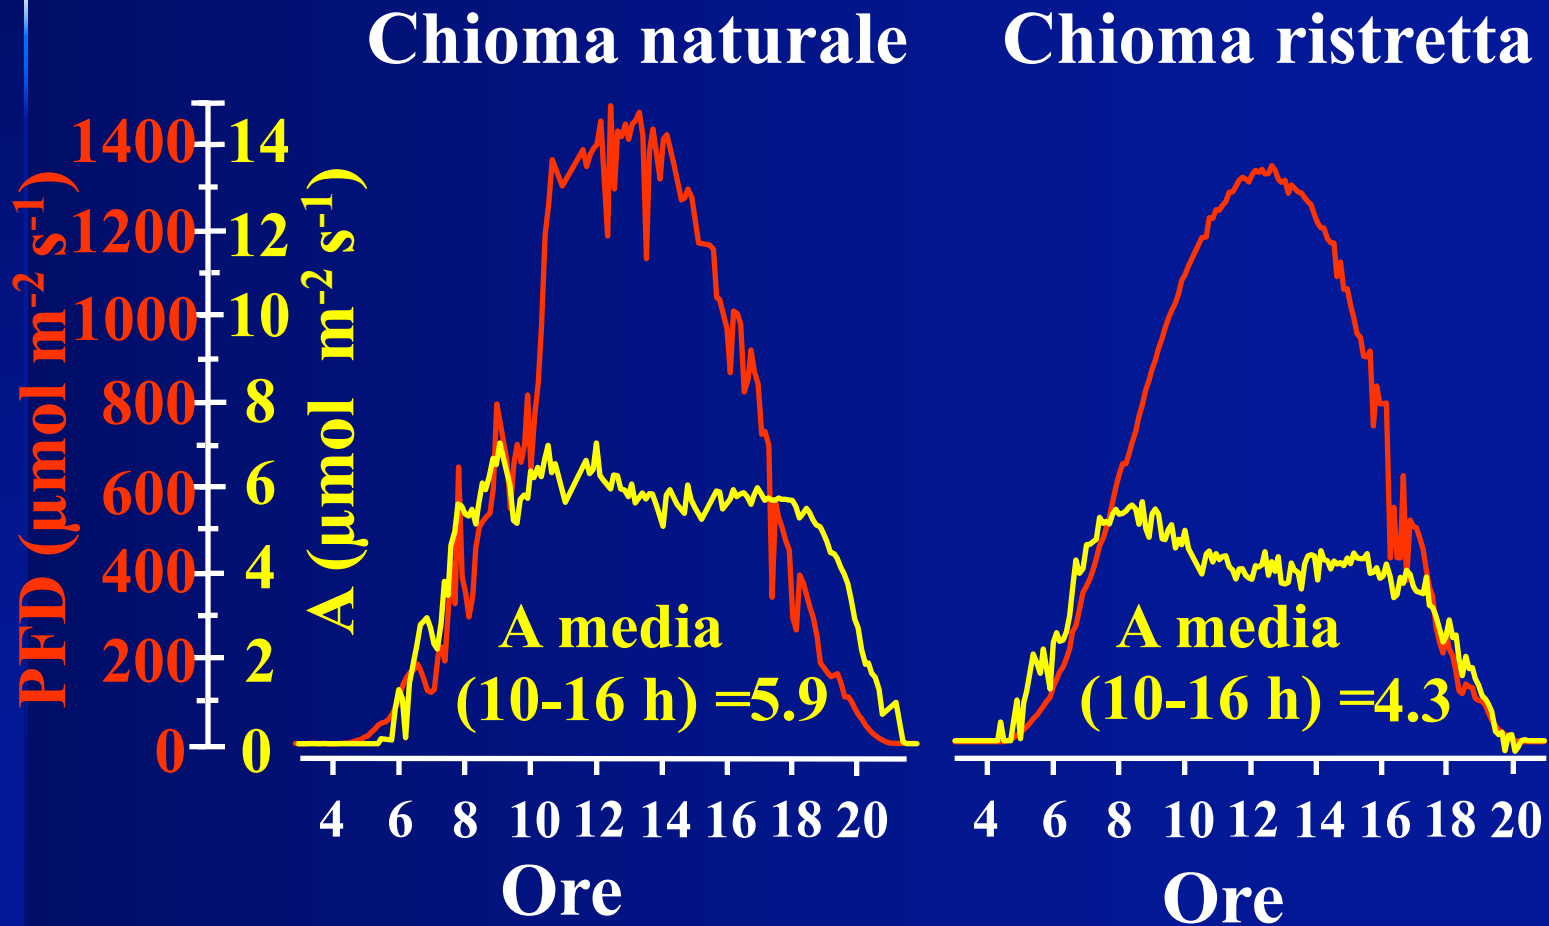 Chioma naturale
Chioma ristretta
PFD (µmol m-2 s-1)
1400
1200
1000
800
600
400
200
0
14
12
10
8
6
4
2
0
A (µmol m-2 s-1)
A media
(10-16 h) =5.9
A media
(10-16 h) =4.3
4 6 8 10 12 14 16 18 20
4 6 8 10 12 14 16 18 20
Ore
Ore